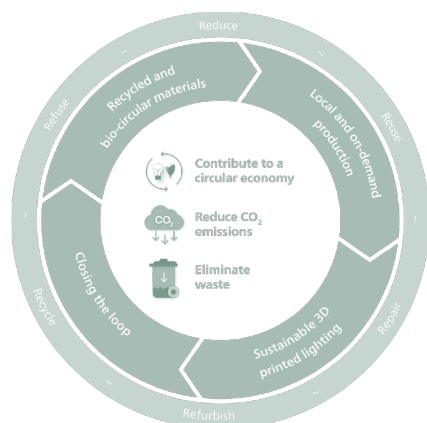 Reduce
~
Reuse
~
Repair
~
Refurbish
~
Recycle
~
Refuse
~
Recycled and
bio-circular materials
Local and on-demand
production
Sustainable 3D
printed lighting
Closing the loop
Contribute to a
circular economy
CO₂
Reduce CO₂
emissions
Eliminate
waste